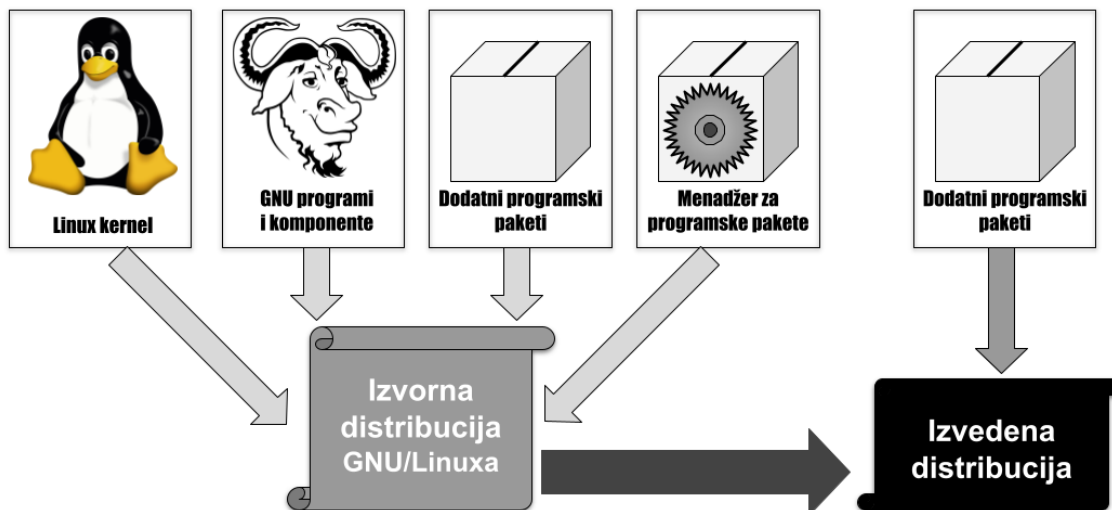 Linux kernel
GNU programi
i komponente
Dodatni programski
paketi
Menadžer za
programske pakete
Dodatni programski
paketi
Izvorna
distribucija
GNU/Linuxa
Izvedena
distribucija